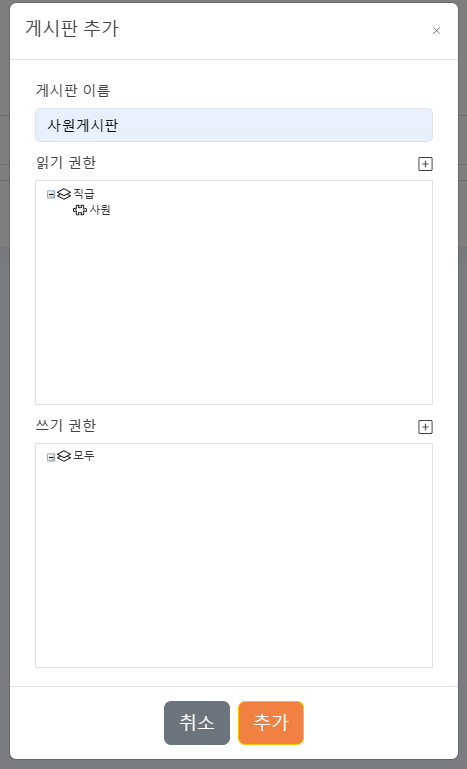 게시판 추가
게시판 이름
사원게시판
읽기 권한
직급
사원
쓰기 권한
모두
취소 추가